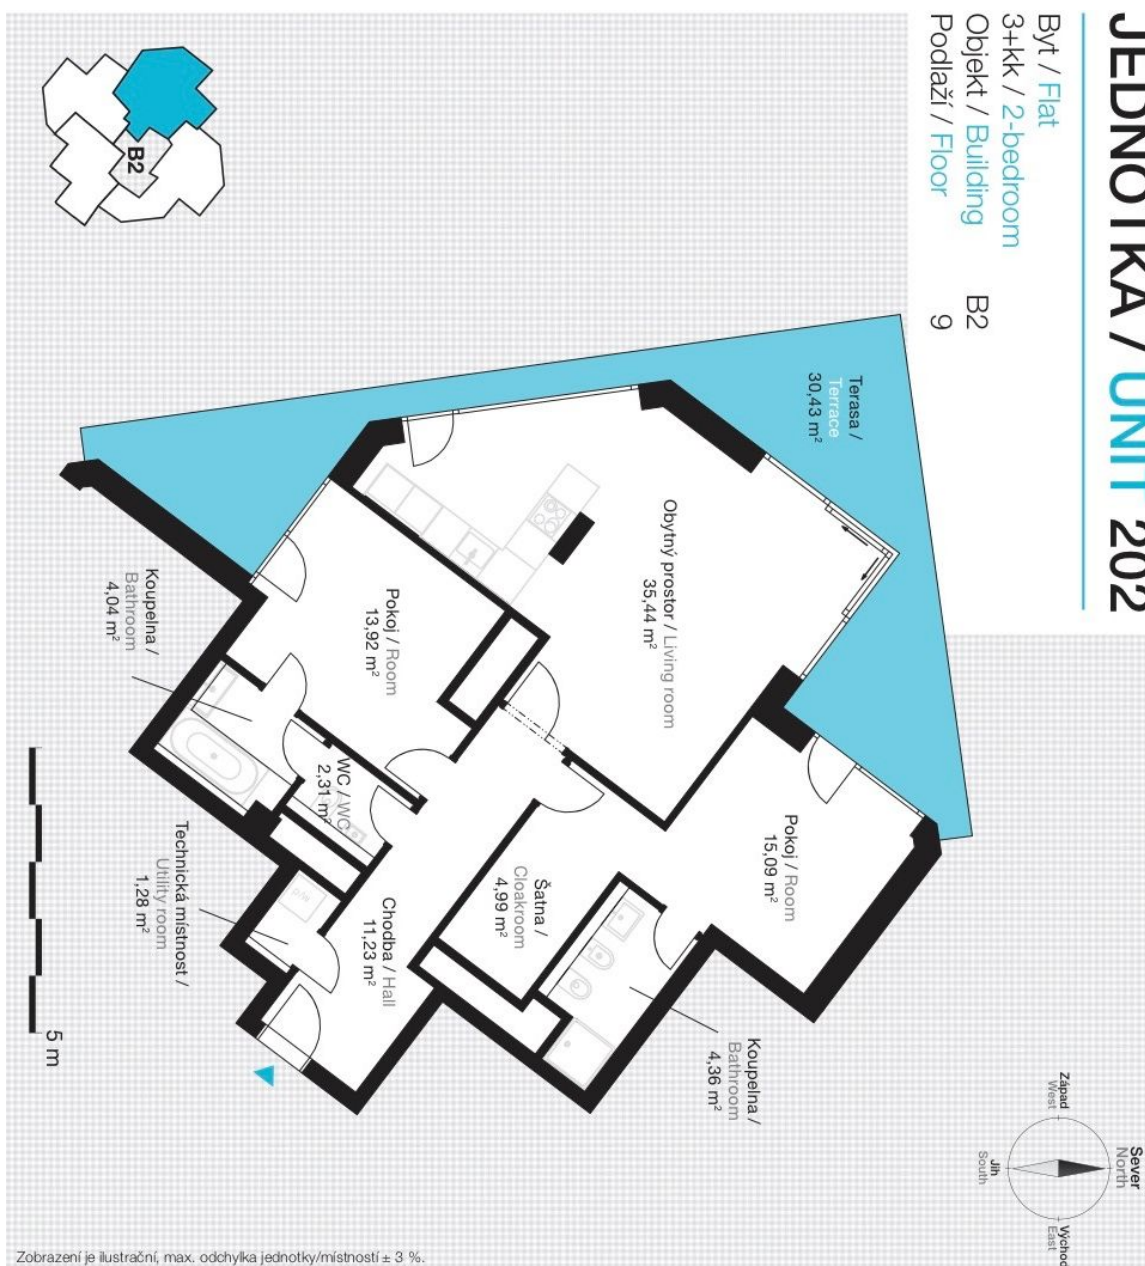 JEDNOTKA / UNIT 202
Byt / Flat
3+kk / 2-bedroom
Objekt / Building B2
Podlaží / Floor 9
B2
Terasa /
Terrace
30,43 m²
Obytný prostor / Living room
35,44 m²
Pokoj / Room
13,92 m²
Koupelna /
Bathroom
4,04 m²
WC / WC
2,31 m²
Technická místnost /
Utility room
1,28 m²
Chodba / Hall
11,23 m²
Šatna /
Cloakroom
4,99 m²
Pokoj / Room
15,09 m²
Koupelna /
Bathroom
4,36 m²
5 m
Sever
North
Západ
West
Východ
East
Jih
South
Zobrazení je ilustrační, max. odchylka jednotky/místností ± 3 %.